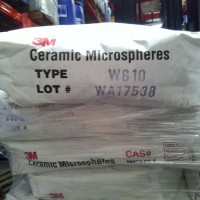 3M
Ceramic Microspheres
TYPE W610
LOT # WA17538
3M
Ceramic Microspheres
CAS#